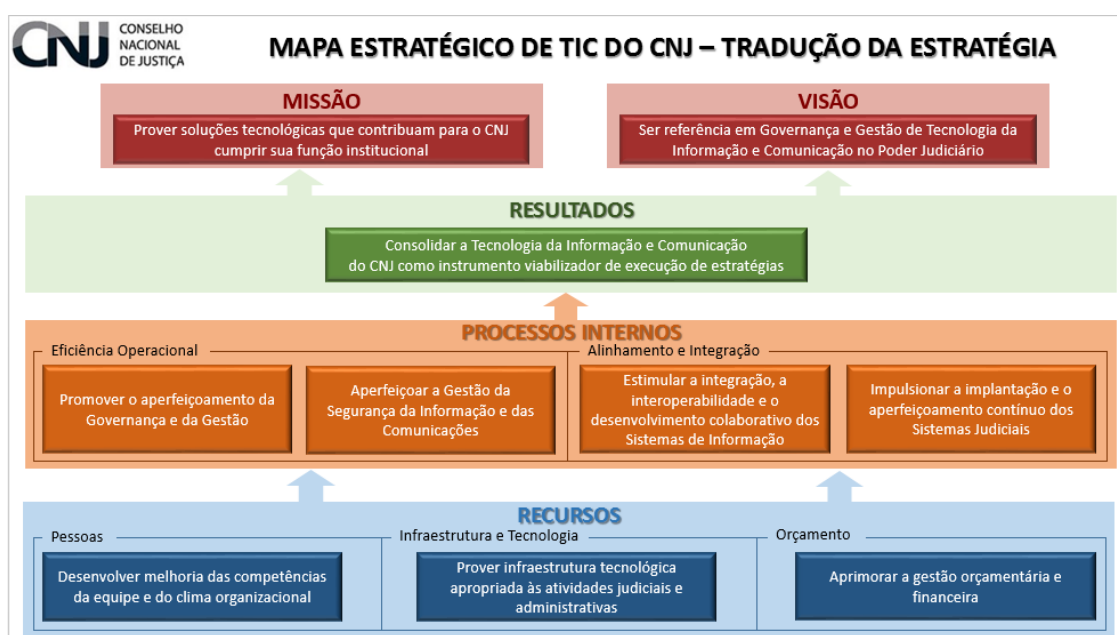 CNJ
CONSELHO
NACIONAL
DE JUSTIÇA
MAPA ESTRATÉGICO DE TIC DO CNJ – TRADUÇÃO DA ESTRATÉGIA
MISSÃO
Prover soluções tecnológicas que contribuam para o CNJ
cumprir sua função institucional
VISÃO
Ser referência em Governança e Gestão de Tecnologia da
Informação e Comunicação no Poder Judiciário
RESULTADOS
Consolidar a Tecnologia da Informação e Comunicação
do CNJ como instrumento viabilizador de execução de estratégias
PROCESSOS INTERNOS
Eficiência Operacional
Promover o aperfeiçoamento da
Governança e da Gestão
Aperfeiçoar a Gestão da
Segurança da Informação e das
Comunicações
Alinhamento e Integração
Estimular a integração, a
interoperabilidade e o
desenvolvimento colaborativo dos
Sistemas de Informação
Impulsionar a implantação e o
aperfeiçoamento contínuo dos
Sistemas Judiciais
RECURSOS
Pessoas
Desenvolver melhoria das competências
da equipe e do clima organizacional
Infraestrutura e Tecnologia
Prover infraestrutura tecnológica
apropriada às atividades judiciais e
administrativas
Orçamento
Aprimorar a gestão orçamentária e
financeira